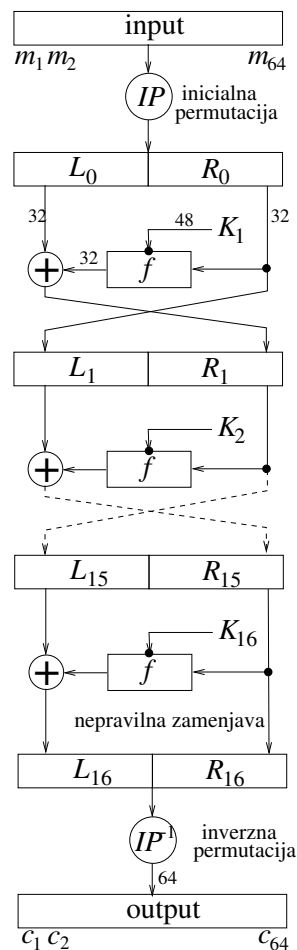 input
m₁ m₂ m₆₄
IP inicialna
permutacija
L₀ R₀
32 32
48 K₁
32
+ f
L₁ R₁
K₂
+ f
L₁₅ R₁₅
K₁₆
+ f
nepravilna zamenjava
L₁₆ R₁₆
IP⁻¹ inverzna
permutacija
64
output
c₁ c₂ c₆₄